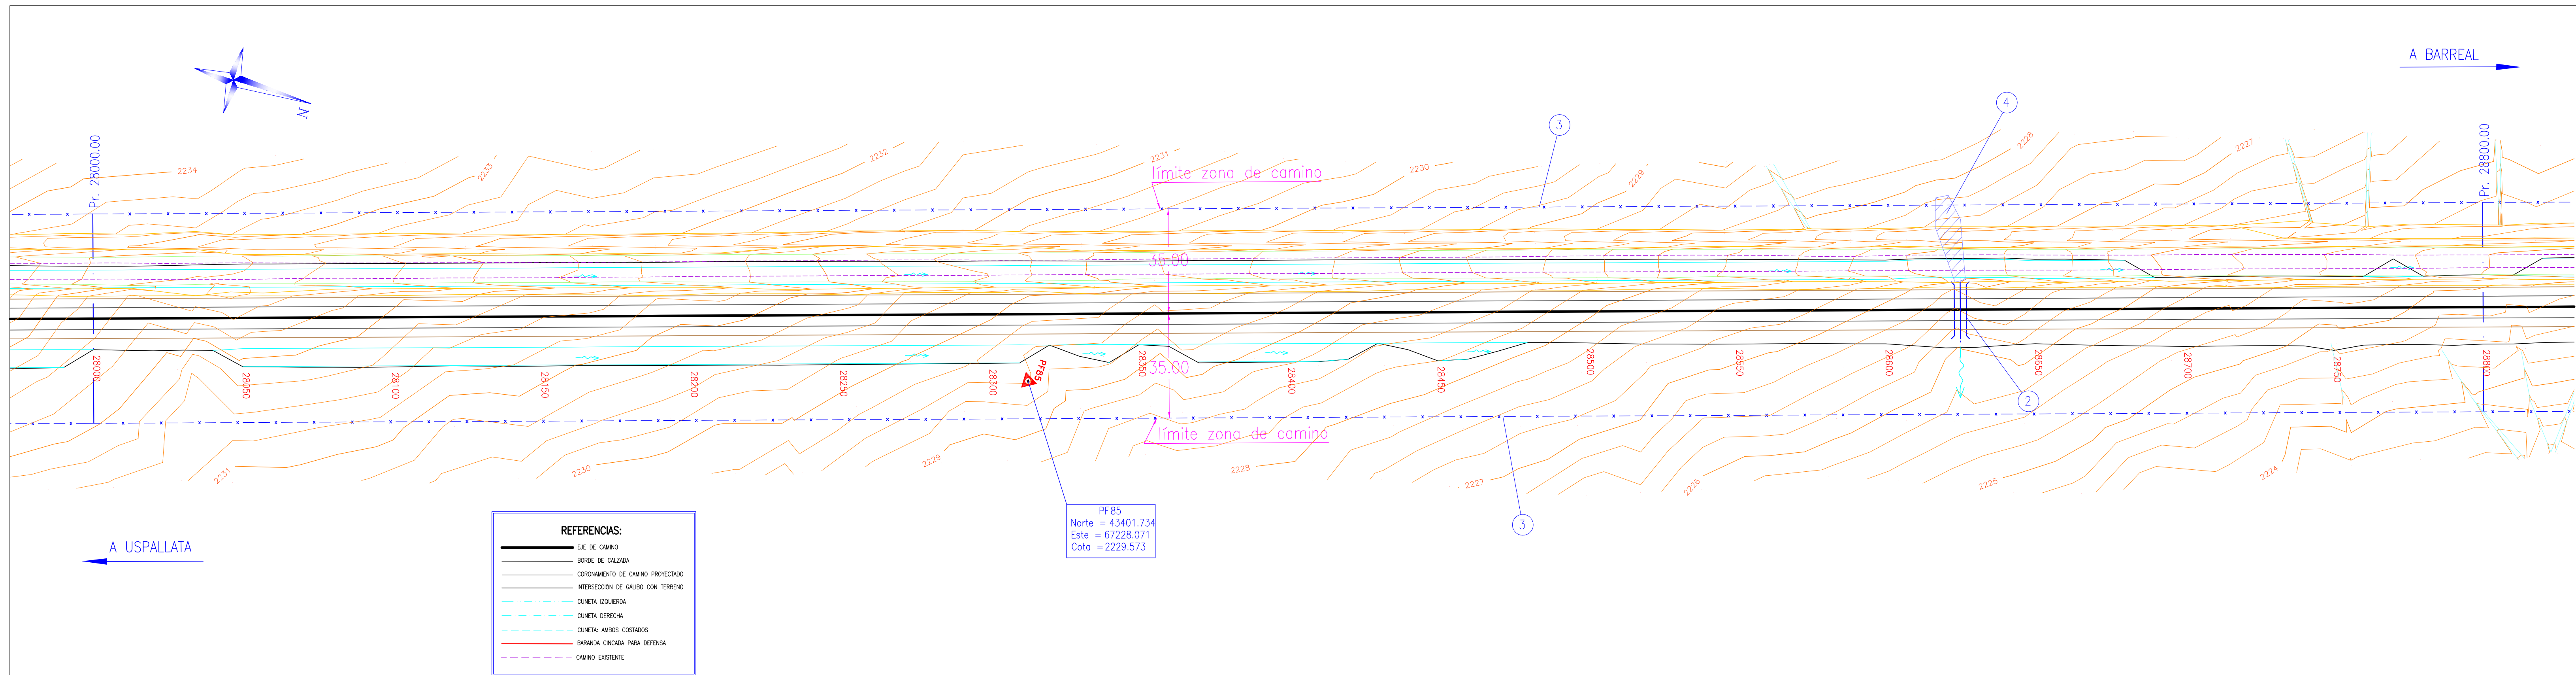 A BARREAL
N
Pr. 28000.00
Pr. 28800.00
4
3
2234
2233
2232
2231
2230
2229
2228
2227
límite zona de camino
35.00
35.00
límite zona de camino
28000
28050
28100
28150
28200
28250
28300
28350
28400
28450
28500
28550
28600
28650
28700
28750
28800
PF85
2
3
2231
2230
2229
2228
2227
2226
2225
2224
PF85
Norte = 43401.734
Este = 67228.071
Cota =2229.573
A USPALLATA
REFERENCIAS:
EJE DE CAMINO
BORDE DE CALZADA
CORONAMIENTO DE CAMINO PROYECTADO
INTERSECCIÓN DE GÁLIBO CON TERRENO
CUNETA IZQUIERDA
CUNETA DERECHA
CUNETA: AMBOS COSTADOS
BARANDA CINCADA PARA DEFENSA
CAMINO EXISTENTE